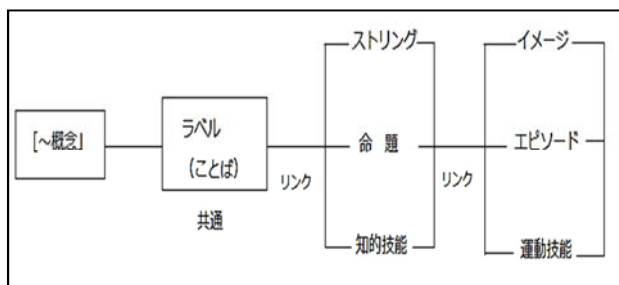 ストリング
イメージ
[~概念」
ラベル
(ことば)
命 題
エピソード
リンク
リンク
共通
知的技能
運動技能